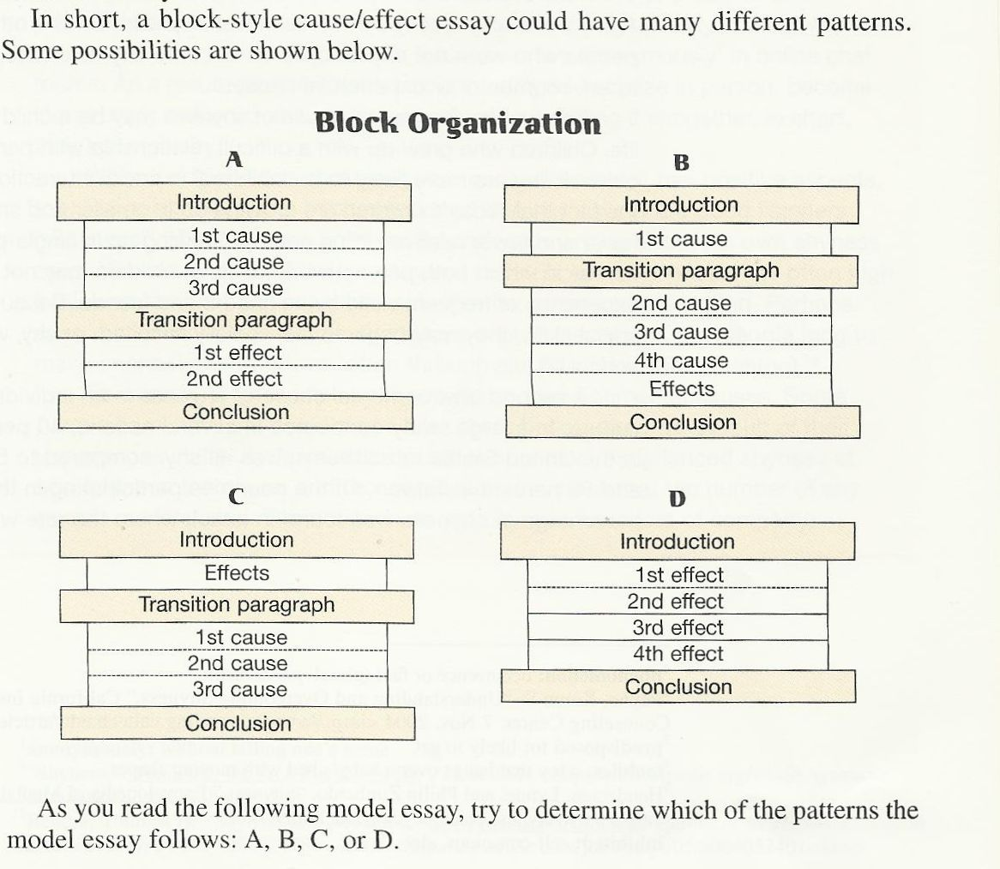 In short, a block-style cause/effect essay could have many different patterns.
Some possibilities are shown below.
Block Organization
A
Introduction
1st cause
2nd cause
3rd cause
Transition paragraph
1st effect
2nd effect
Conclusion
B
Introduction
1st cause
Transition paragraph
2nd cause
3rd cause
4th cause
Effects
Conclusion
C
Introduction
Effects
Transition paragraph
1st cause
2nd cause
3rd cause
Conclusion
D
Introduction
1st effect
2nd effect
3rd effect
4th effect
Conclusion
As you read the following model essay, try to determine which of the patterns the
model essay follows: A, B, C, or D.